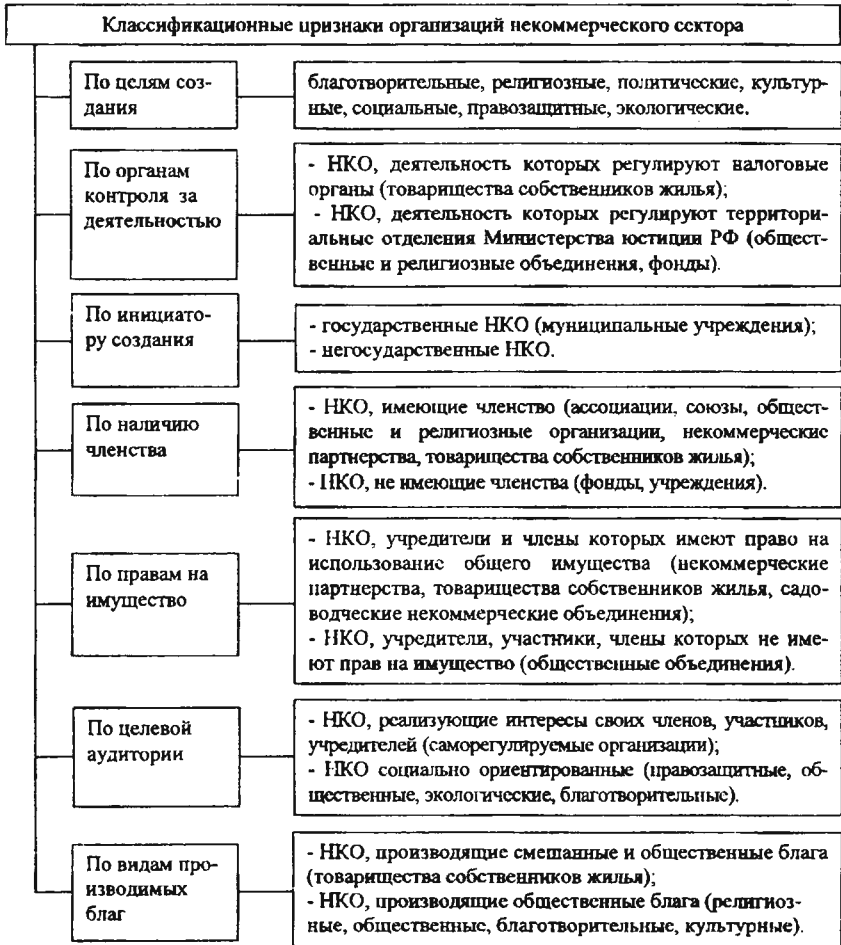 Классификационные признаки организаций некоммерческого сектора
По целям соз-
дания
благотворительные, религиозные, политические, культур-
ные, социальные, правозащитные, экологические.
По органам
контроля за
деятельностью
- НКО, деятельность которых регулируют налоговые
органы (товарищества собственников жилья);
- НКО, деятельность которых регулируют территори-
альные отделения Министерства юстиции РФ (общест-
венные и религиозные объединения, фонды).
По инициато-
ру создания
- государственные НКО (муниципальные учреждения);
- негосударственные НКО.
По наличию
членства
- НКО, имеющие членство (ассоциации, союзы, общест-
венные и религиозные организации, некоммерческие
партнерства, товарищества собственников жилья);
- НКО, не имеющие членства (фонды, учреждения).
По правам на
имущество
- НКО, учредители и члены которых имеют право на
использование общего имущества (некоммерческие
партнерства, товарищества собственников жилья, садо-
водческие некоммерческие объединения);
- НКО, учредители, участники, члены которых не име-
ют прав на имущество (общественные объединения).
По целевой
аудитории
- НКО, реализующие интересы своих членов, участников,
учредителей (саморегулируемые организации);
- НКО социально ориентированные (правозащитные, об-
щественные, экологические, благотворительные).
По видам про-
изводимых
благ
- НКО, производящие смешанные и общественные блага
(товарищества собственников жилья);
- НКО, производящие общественные блага (религиоз-
ные, общественные, благотворительные, культурные).